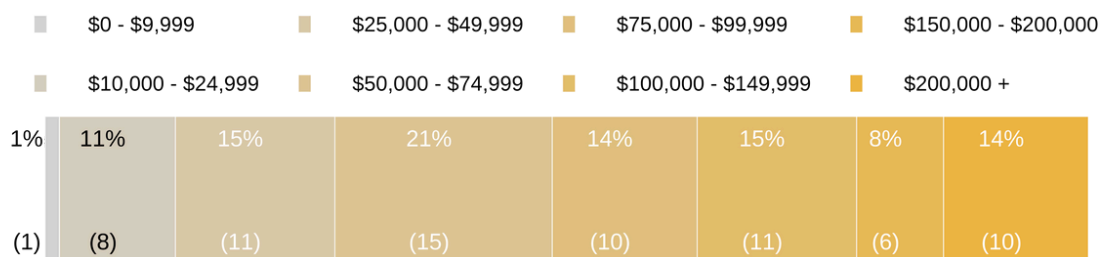 $0 - $9,999 $25,000 - $49,999 $75,000 - $99,999 $150,000 - $200,000
$10,000 - $24,999 $50,000 - $74,999 $100,000 - $149,999 $200,000 +
1% 11% 15% 21% 14% 15% 8% 14%
(1) (8) (11) (15) (10) (11) (6) (10)